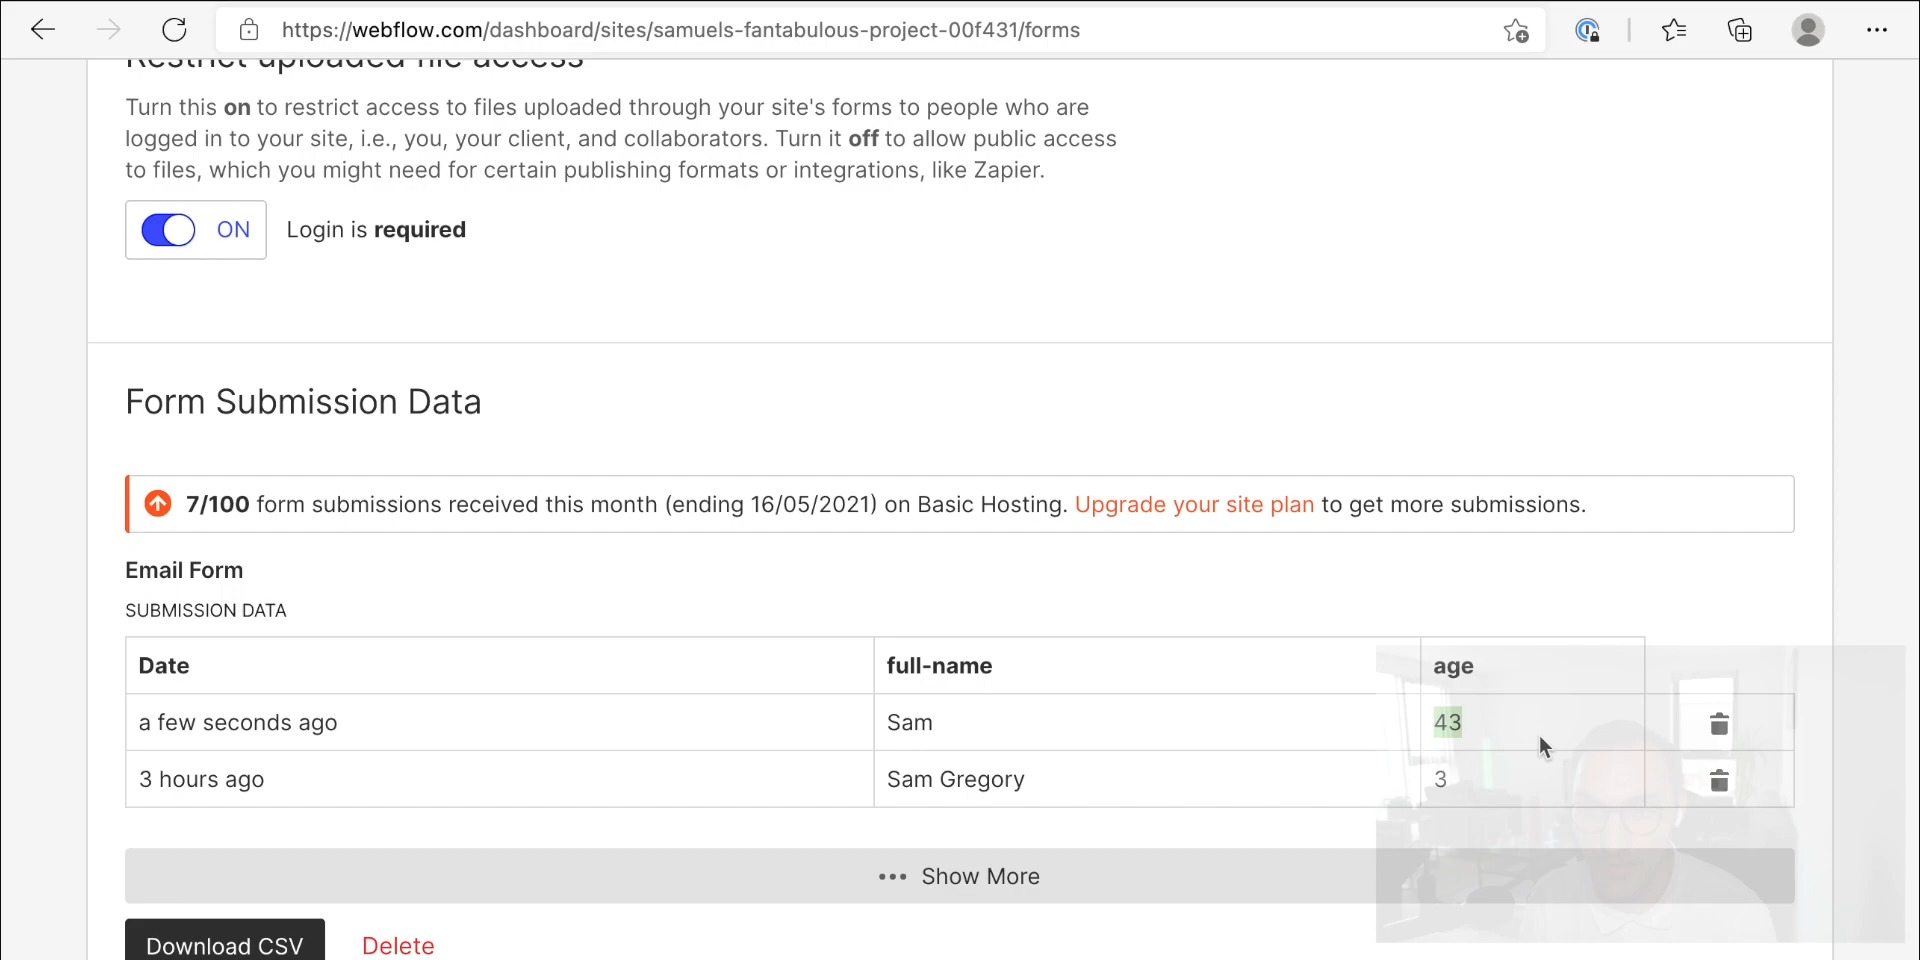 https://webflow.com/dashboard/sites/samuels-fantabulous-project-00f431/forms
Restrict uploaded file access
Turn this on to restrict access to files uploaded through your site's forms to people who are
logged in to your site, i.e., you, your client, and collaborators. Turn it off to allow public access
to files, which you might need for certain publishing formats or integrations, like Zapier.
ON Login is required
Form Submission Data
7/100 form submissions received this month (ending 16/05/2021) on Basic Hosting. Upgrade your site plan to get more submissions.
Email Form
SUBMISSION DATA
Date full-name age
a few seconds ago Sam 43
3 hours ago Sam Gregory 3
••• Show More
Download CSV Delete